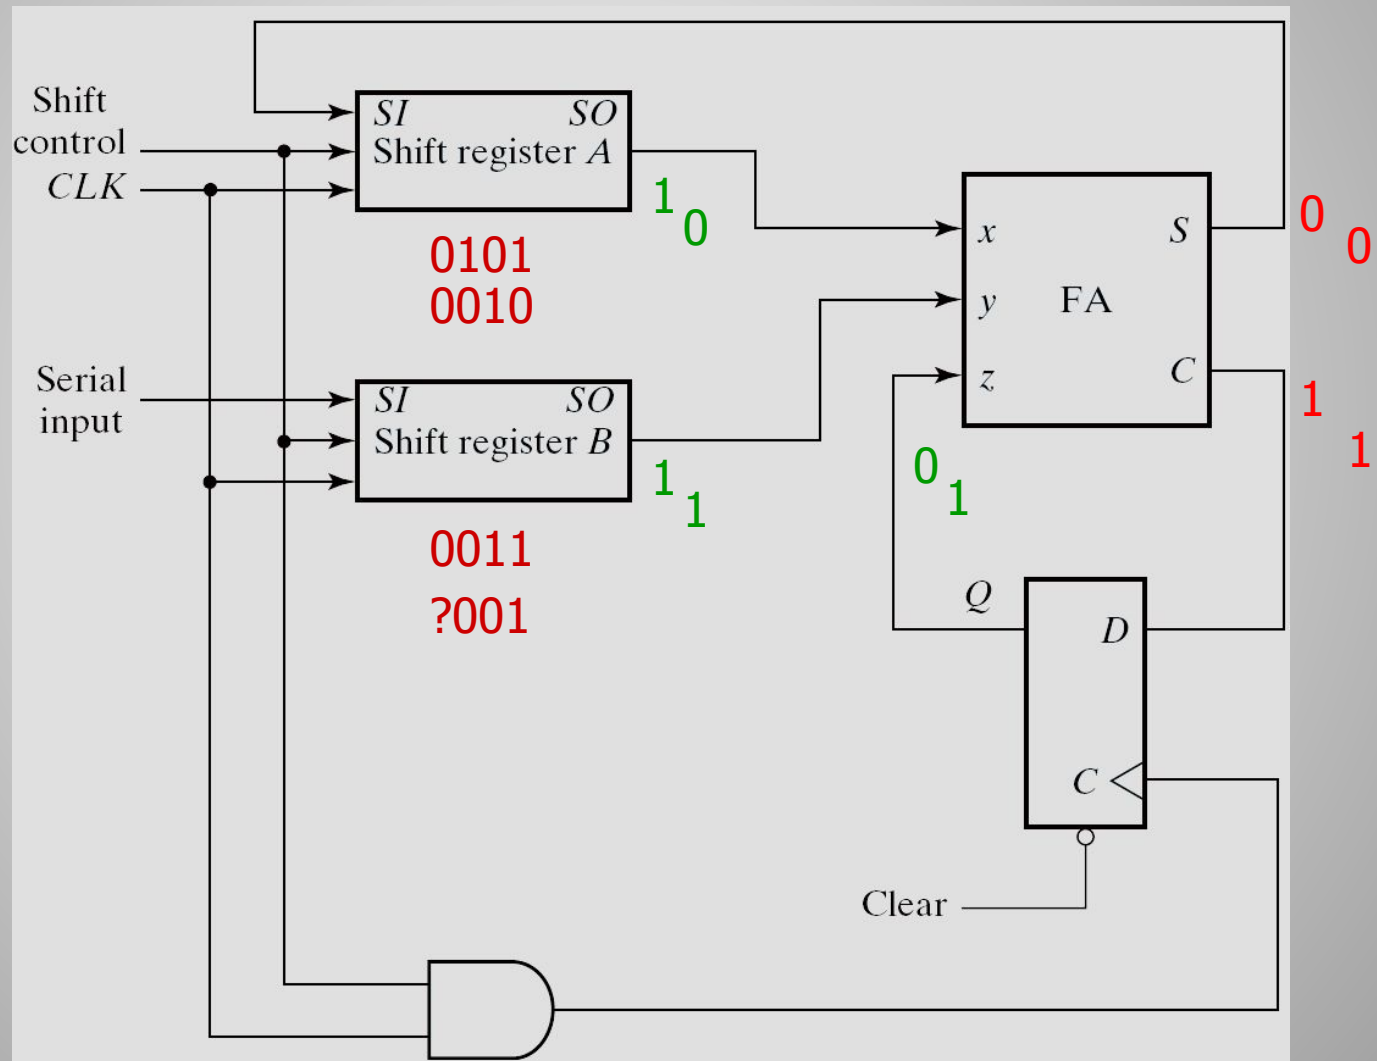 Shift
control
CLK
SI SO
Shift register A
1
0
0101
0010
x S
y FA
z C
0
0
1
1
Serial
input
SI SO
Shift register B
1
1
0011
?001
0
1
Q
D
C
Clear